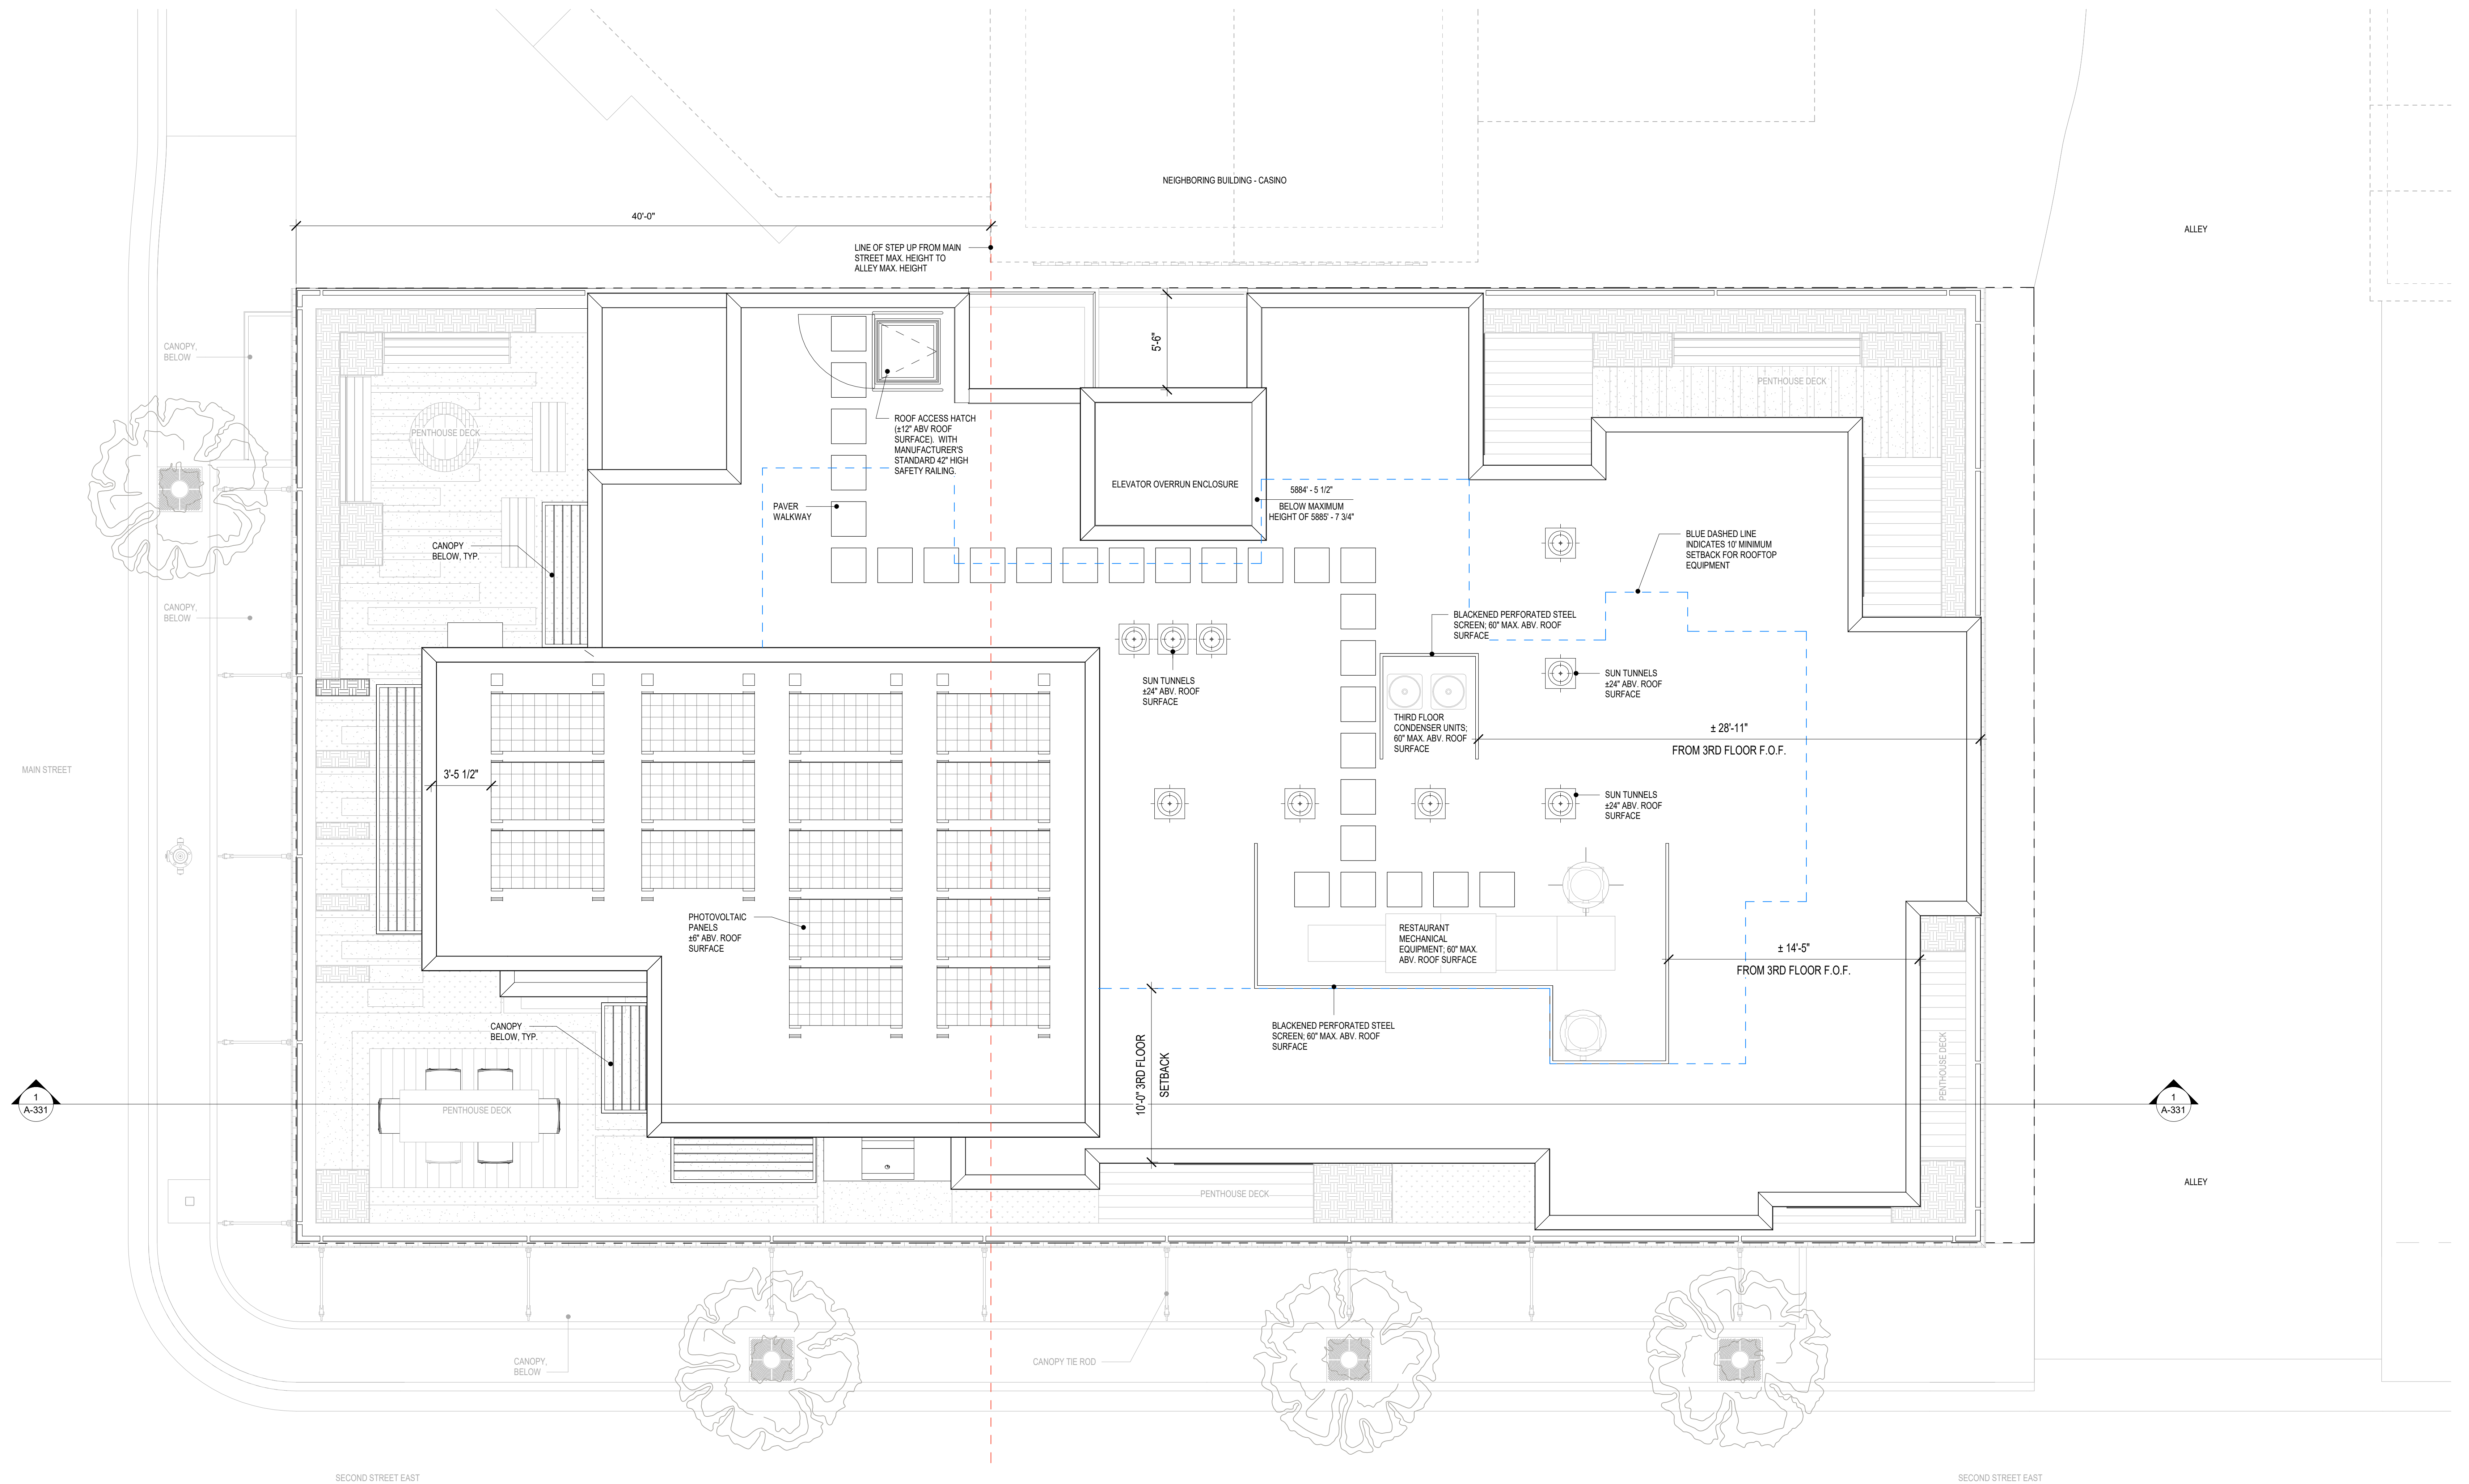 NEIGHBORING BUILDING - CASINO
40'-0"
ALLEY
LINE OF STEP UP FROM MAIN
STREET MAX. HEIGHT TO
ALLEY MAX. HEIGHT
CANOPY,
BELOW
5'-6"
PENTHOUSE DECK
PENTHOUSE DECK
ROOF ACCESS HATCH
(±12" ABV ROOF
SURFACE). WITH
MANUFACTURER'S
STANDARD 42" HIGH
SAFETY RAILING.
ELEVATOR OVERRUN ENCLOSURE
5884' - 5 1/2"
BELOW MAXIMUM
HEIGHT OF 5885' - 7 3/4"
PAVER
WALKWAY
CANOPY
BELOW, TYP.
BLUE DASHED LINE
INDICATES 10' MINIMUM
SETBACK FOR ROOFTOP
EQUIPMENT
CANOPY,
BELOW
BLACKENED PERFORATED STEEL
SCREEN; 60" MAX. ABV. ROOF
SURFACE
SUN TUNNELS
±24" ABV. ROOF
SURFACE
SUN TUNNELS
±24" ABV. ROOF
SURFACE
THIRD FLOOR
CONDENSER UNITS;
60" MAX. ABV. ROOF
SURFACE
± 28'-11"
FROM 3RD FLOOR F.O.F.
MAIN STREET
3'-5 1/2"
SUN TUNNELS
±24" ABV. ROOF
SURFACE
PHOTOVOLTAIC
PANELS
±6" ABV. ROOF
SURFACE
RESTAURANT
MECHANICAL
EQUIPMENT; 60" MAX.
ABV. ROOF SURFACE
± 14'-5"
FROM 3RD FLOOR F.O.F.
CANOPY
BELOW, TYP.
BLACKENED PERFORATED STEEL
SCREEN; 60" MAX. ABV. ROOF
SURFACE
10'-0" 3RD FLOOR
SETBACK
PENTHOUSE DECK
1
A-331
PENTHOUSE DECK
1
A-331
PENTHOUSE DECK
ALLEY
CANOPY,
BELOW
CANOPY TIE ROD
SECOND STREET EAST
SECOND STREET EAST